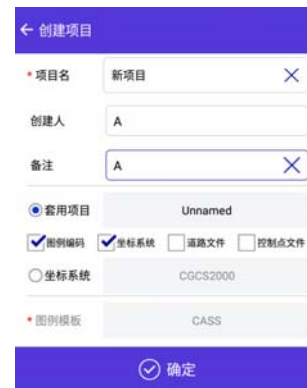 创建项目
* 项目名 新项目
创建人 A
备注 A
套用项目 Unnamed
图例编码 坐标系统 道路文件 控制点文件
坐标系统 CGCS2000
* 图例模板 CASS
确定